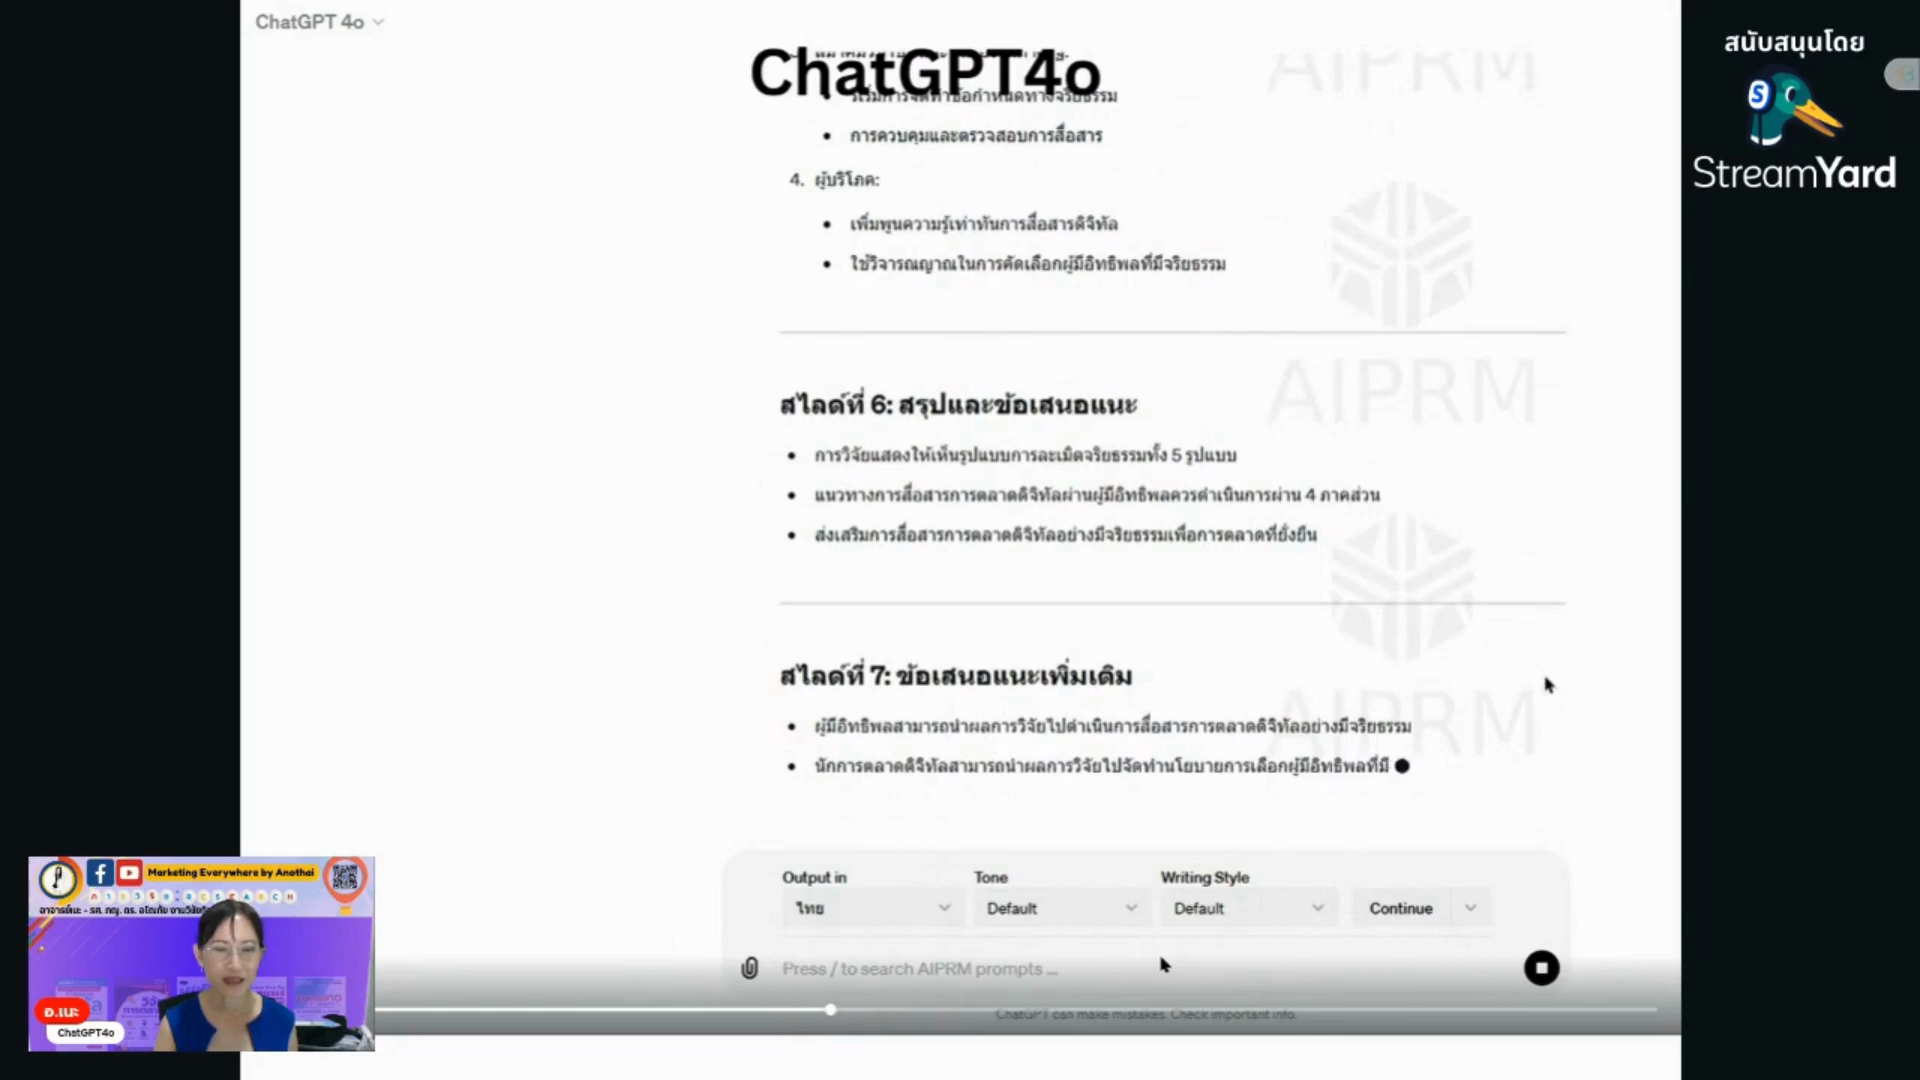 ChatGPT 4o
ChatGPT4o
สนับสนุนโดย
StreamYard
AIPRM
• การควบคุมและตรวจสอบการสื่อสาร
4. ผู้บริโภค:
• เพิ่มพูนความรู้เท่าทันการสื่อสารดิจิทัล
• ใช้วิจารณญาณในการคัดเลือกผู้มีอิทธิพลที่มีจริยธรรม
AIPRM
สไลด์ที่ 6: สรุปและข้อเสนอแนะ
• การวิจัยแสดงให้เห็นรูปแบบการละเมิดจริยธรรมทั้ง 5 รูปแบบ
• แนวทางการสื่อสารการตลาดดิจิทัลผ่านผู้มีอิทธิพลควรดำเนินการผ่าน 4 ภาคส่วน
• ส่งเสริมการสื่อสารการตลาดดิจิทัลอย่างมีจริยธรรมเพื่อการตลาดที่ยั่งยืน
สไลด์ที่ 7: ข้อเสนอแนะเพิ่มเติม
AIPRM
• ผู้มีอิทธิพลสามารถนำผลการวิจัยไปดำเนินการสื่อสารการตลาดดิจิทัลอย่างมีจริยธรรม
• นักการตลาดดิจิทัลสามารถนำผลการวิจัยไปจัดทำนโยบายการเลือกผู้มีอิทธิพลที่มี
Output in Tone Writing Style
ไทย Default Default Continue
Press / to search AIPRM prompts ...
ChatGPT can make mistakes. Check important info.
Marketing Everywhere by Anothai
อ.เนะ
ChatGPT4o